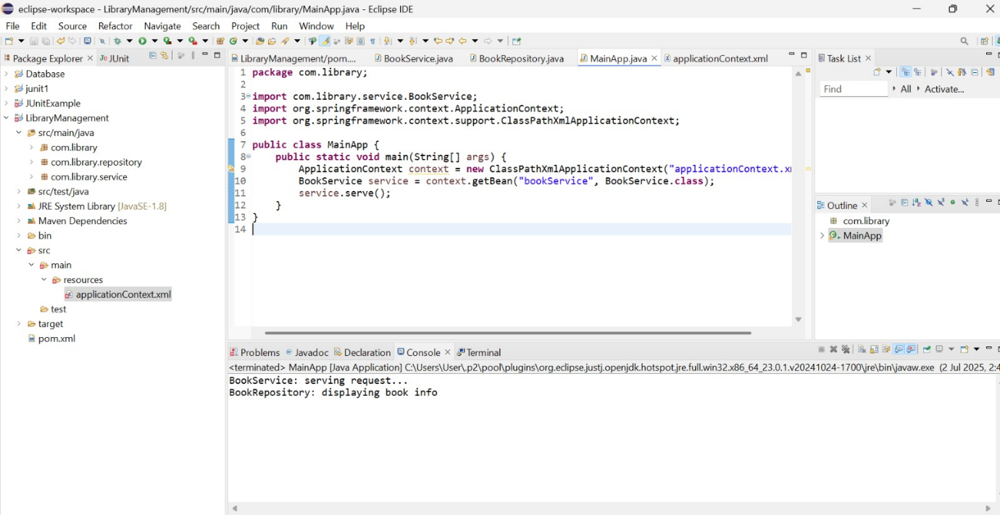 eclipse-workspace - LibraryManagement/src/main/java/com/library/MainApp.java - Eclipse IDE
File Edit Source Refactor Navigate Search Project Run Window Help
Package Explorer × Ju JUnit
Database
junit1
JUnitExample
LibraryManagement
src/main/java
com.library
com.library.repository
com.library.service
src/test/java
JRE System Library [JavaSE-1.8]
Maven Dependencies
bin
src
main
resources
applicationContext.xml
test
target
pom.xml
LibraryManagement/pom.... BookService.java BookRepository.java MainApp.java × applicationContext.xml
1 package com.library;
2
3 import com.library.service.BookService;
4 import org.springframework.context.ApplicationContext;
5 import org.springframework.context.support.ClassPathXmlApplicationContext;
6
7 public class MainApp {
8 public static void main(String[] args) {
9 ApplicationContext context = new ClassPathXmlApplicationContext("applicationContext.x
10 BookService service = context.getBean("bookService", BookService.class);
11 service.serve();
12 }
13 }
14
Task List ×
Find All Activate...
Outline ×
com.library
MainApp
Problems Javadoc Declaration Console × Terminal
<terminated> MainApp [Java Application] C:\Users\User\.p2\pool\plugins\org.eclipse.justj.openjdk.hotspot.jre.full.win32.x86_64_23.0.1.v20241024-1700\jre\bin\javaw.exe (2 Jul 2025, 2:4
BookService: serving request...
BookRepository: displaying book info